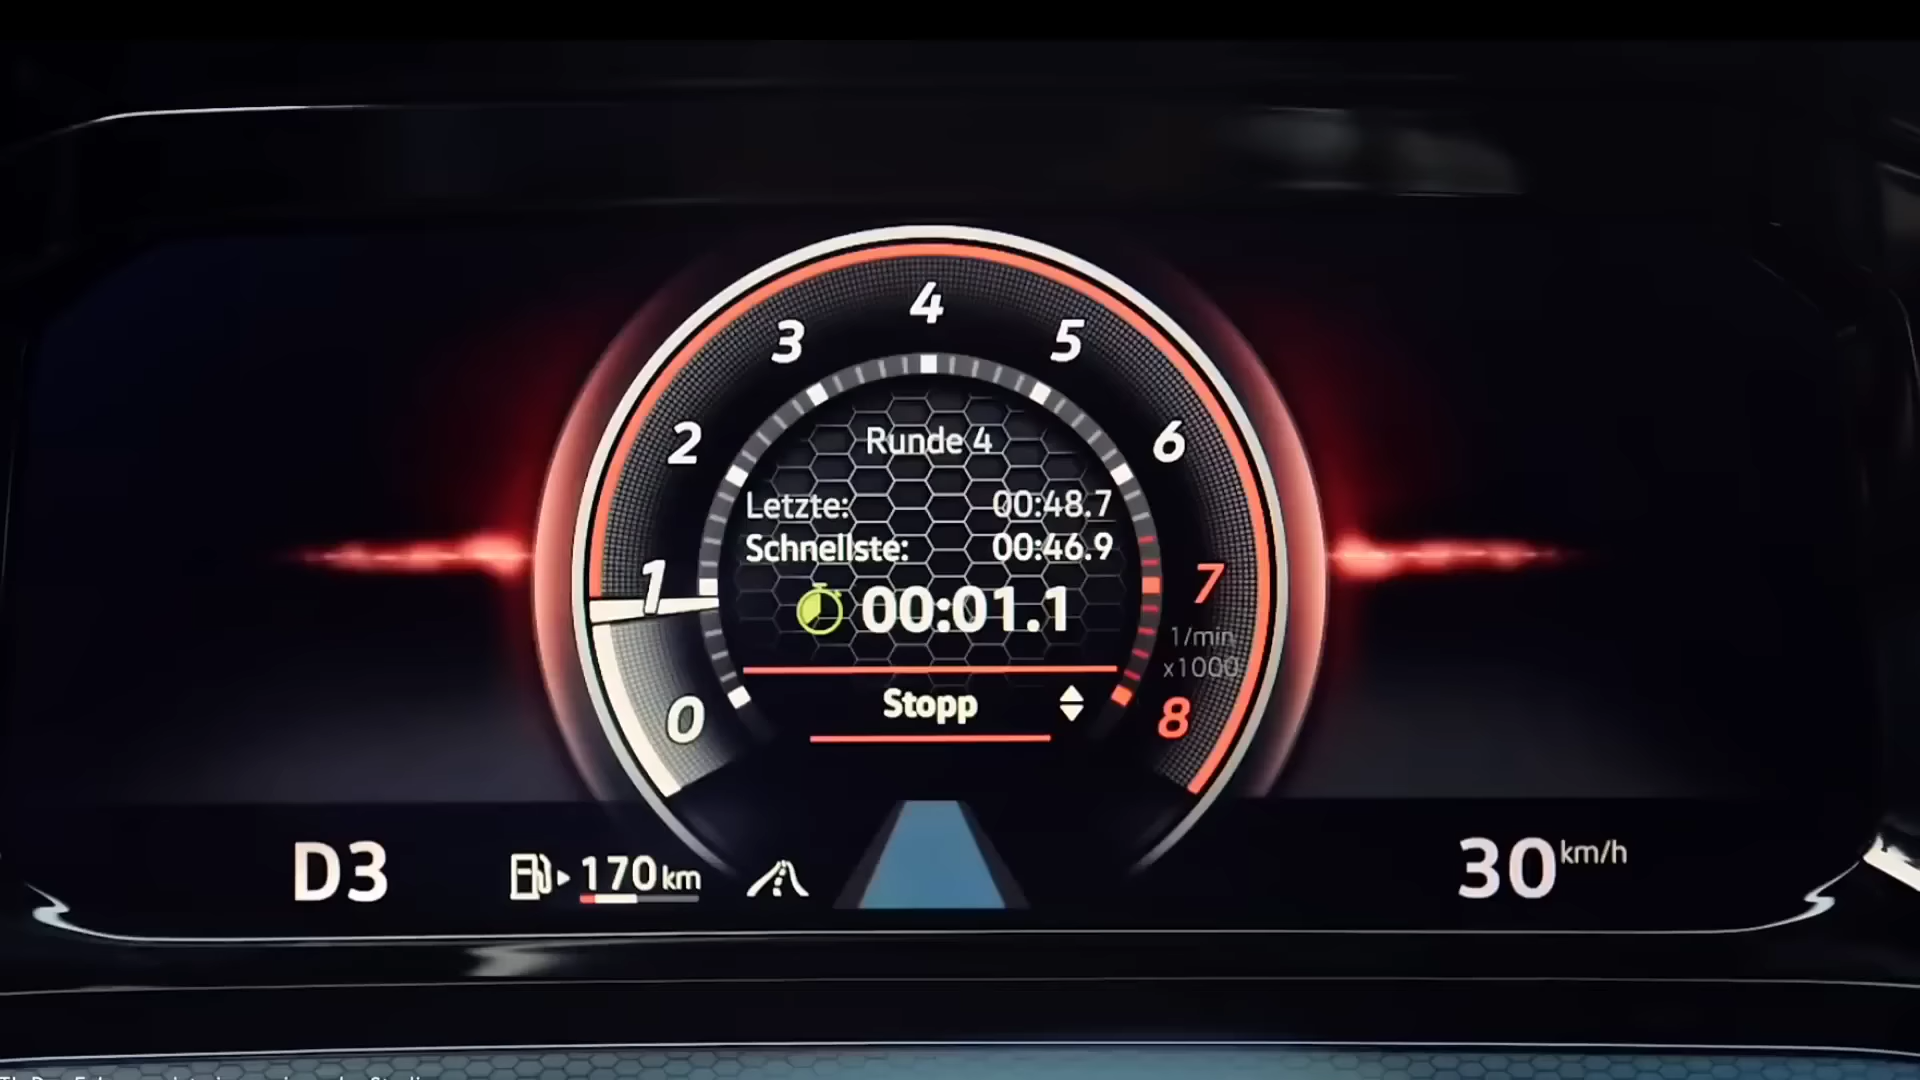 4
3
5
2
6
Runde 4
Letzte: 00:48.7
Schnellste: 00:46.9
1
7
00:01.1
1/min
x1000
Stopp
0
8
D3
170 km
30 km/h